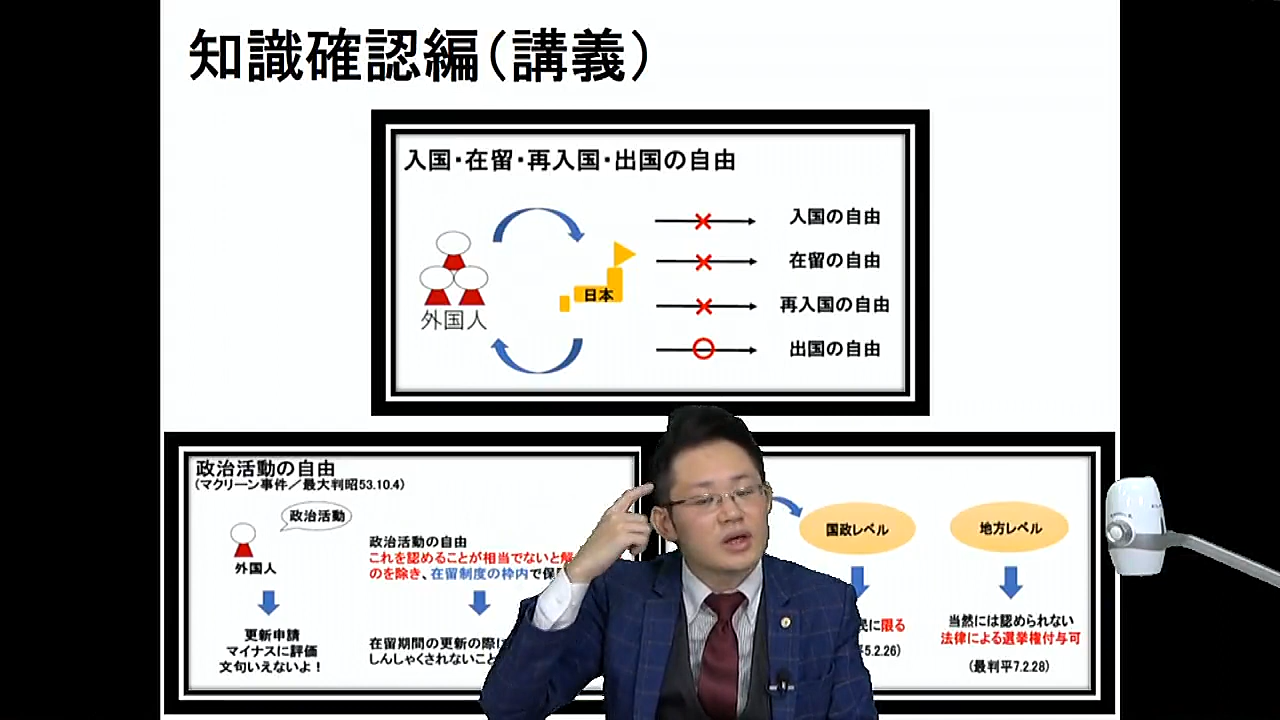 知識確認編（講義）
入国・在留・再入国・出国の自由
外国人
日本
入国の自由
在留の自由
再入国の自由
出国の自由
政治活動の自由
（マクリーン事件／最大判昭53.10.4）
政治活動
外国人
更新申請
マイナスに評価
文句いえないよ！
政治活動の自由
これを認めることが相当でないと解
のを除き、在留制度の枠内で保
在留期間の更新の際に
しんしゃくされないこと
国政レベル
民に限る
5.2.26）
地方レベル
当然には認められない
法律による選挙権付与可
（最判平7.2.28）